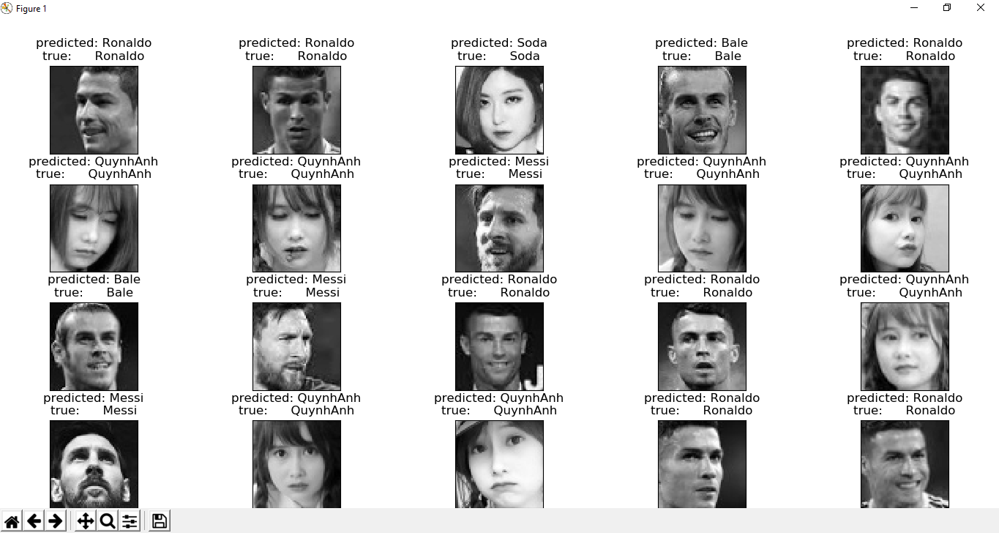 Figure 1
predicted: Ronaldo
true: Ronaldo
predicted: Ronaldo
true: Ronaldo
predicted: Soda
true: Soda
predicted: Bale
true: Bale
predicted: Ronaldo
true: Ronaldo
predicted: QuynhAnh
true: QuynhAnh
predicted: QuynhAnh
true: QuynhAnh
predicted: Messi
true: Messi
predicted: QuynhAnh
true: QuynhAnh
predicted: QuynhAnh
true: QuynhAnh
predicted: Bale
true: Bale
predicted: Messi
true: Messi
predicted: Ronaldo
true: Ronaldo
J
predicted: Ronaldo
true: Ronaldo
predicted: QuynhAnh
true: QuynhAnh
predicted: Messi
true: Messi
predicted: QuynhAnh
true: QuynhAnh
predicted: QuynhAnh
true: QuynhAnh
predicted: Ronaldo
true: Ronaldo
predicted: Ronaldo
true: Ronaldo